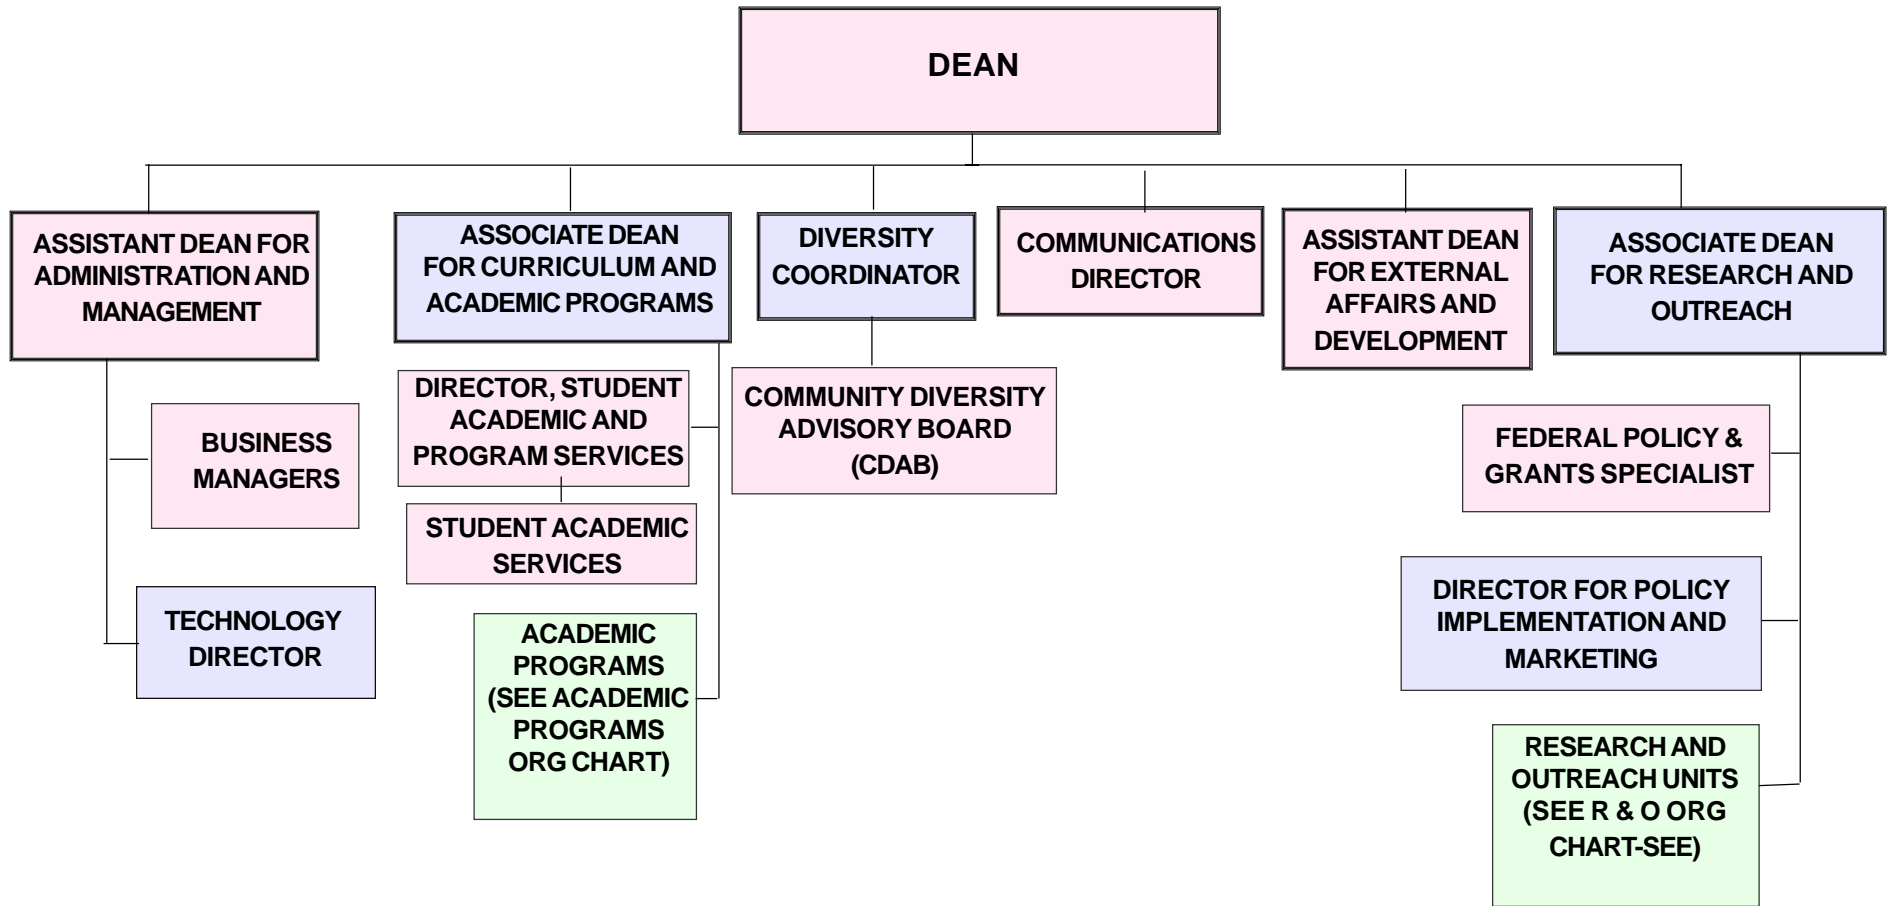 DEAN
ASSISTANT DEAN FOR
ADMINISTRATION AND
MANAGEMENT
ASSOCIATE DEAN
FOR CURRICULUM AND
ACADEMIC PROGRAMS
DIVERSITY
COORDINATOR
COMMUNICATIONS
DIRECTOR
ASSISTANT DEAN
FOR EXTERNAL
AFFAIRS AND
DEVELOPMENT
ASSOCIATE DEAN
FOR RESEARCH AND
OUTREACH
BUSINESS
MANAGERS
TECHNOLOGY
DIRECTOR
DIRECTOR, STUDENT
ACADEMIC AND
PROGRAM SERVICES
STUDENT ACADEMIC
SERVICES
ACADEMIC
PROGRAMS
(SEE ACADEMIC
PROGRAMS
ORG CHART)
COMMUNITY DIVERSITY
ADVISORY BOARD
(CDAB)
FEDERAL POLICY &
GRANTS SPECIALIST
DIRECTOR FOR POLICY
IMPLEMENTATION AND
MARKETING
RESEARCH AND
OUTREACH UNITS
(SEE R & O ORG
CHART-SEE)